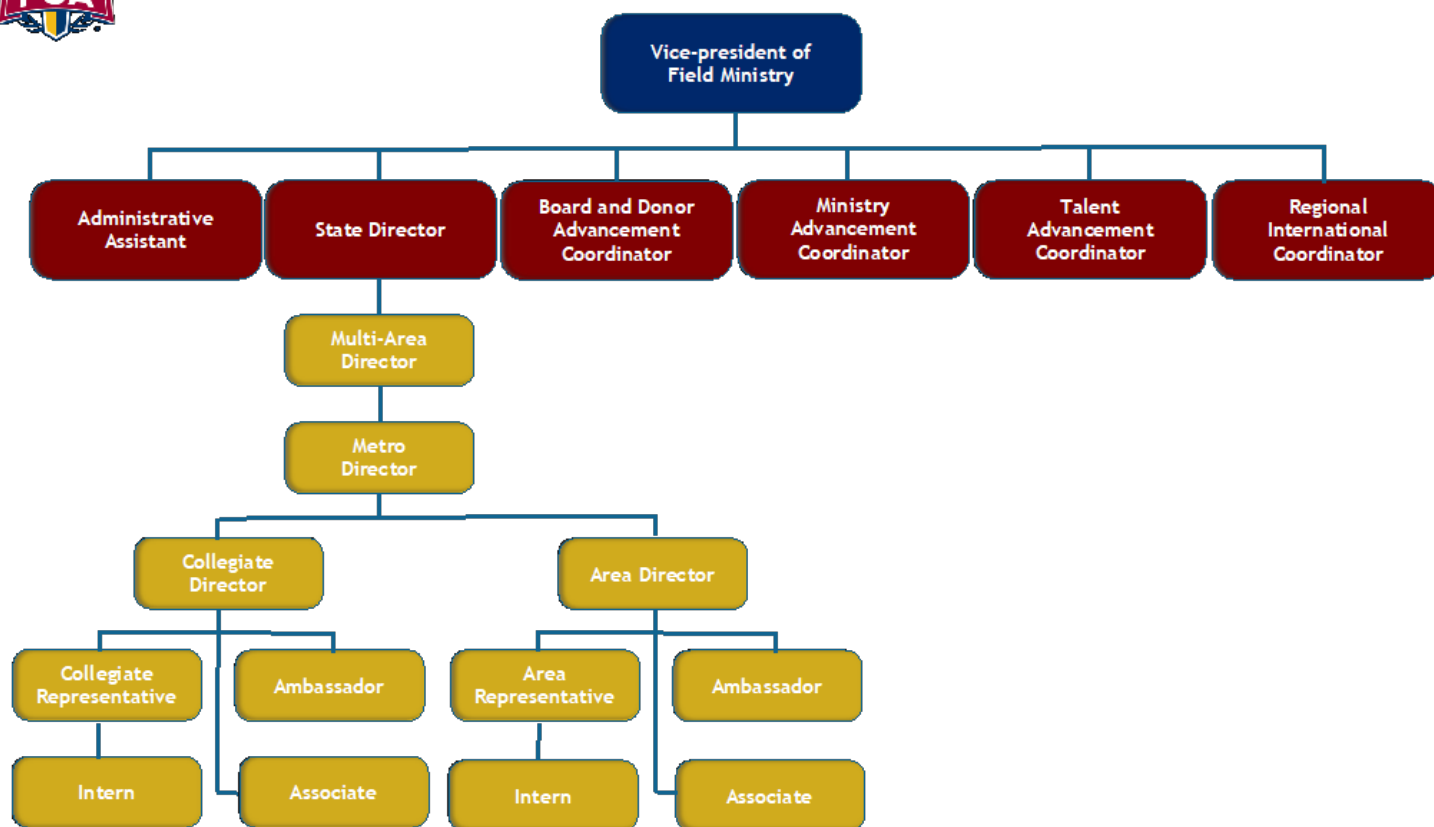 Vice-president of
Field Ministry
Administrative
Assistant
State Director
Board and Donor
Advancement
Coordinator
Ministry
Advancement
Coordinator
Talent
Advancement
Coordinator
Regional
International
Coordinator
Multi-Area
Director
Metro
Director
Collegiate
Director
Area Director
Collegiate
Representative
Ambassador
Area
Representative
Ambassador
Intern
Associate
Intern
Associate